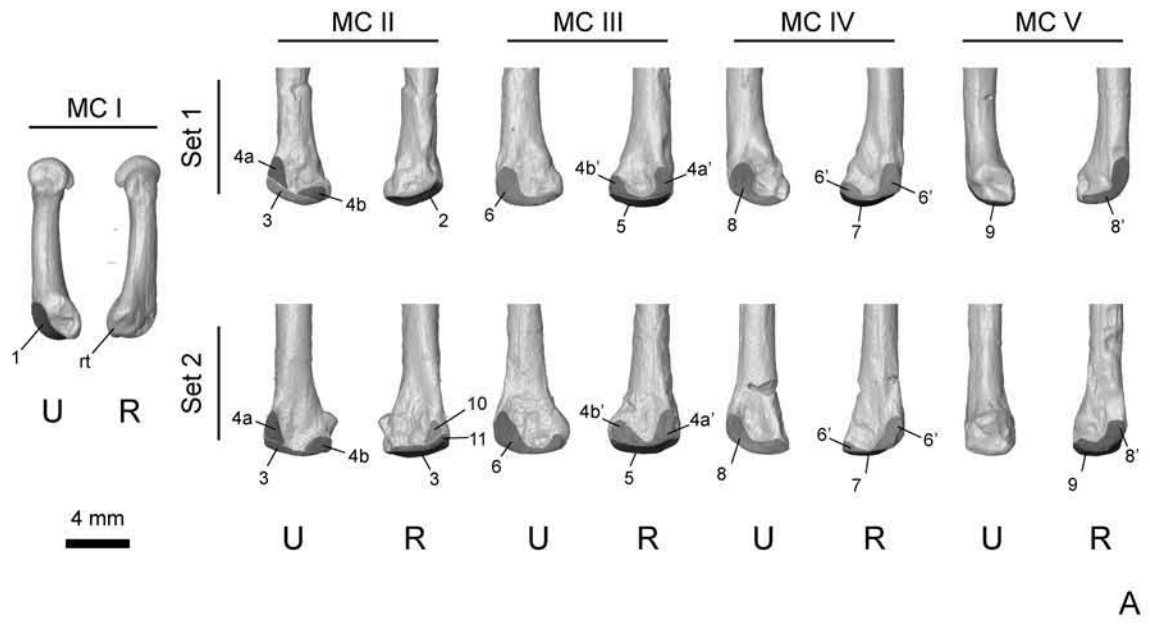 MC II MC III MC IV MC V
MC I
Set 1
4a 3 4b 2 6 4b' 4a' 5 8 6' 6' 7 9 8'
1 rt
U R
Set 2
4a 3 4b 10 11 3 6 4b' 4a' 5 8 6' 6' 7 9 8'
4 mm
U R U R U R U R
A